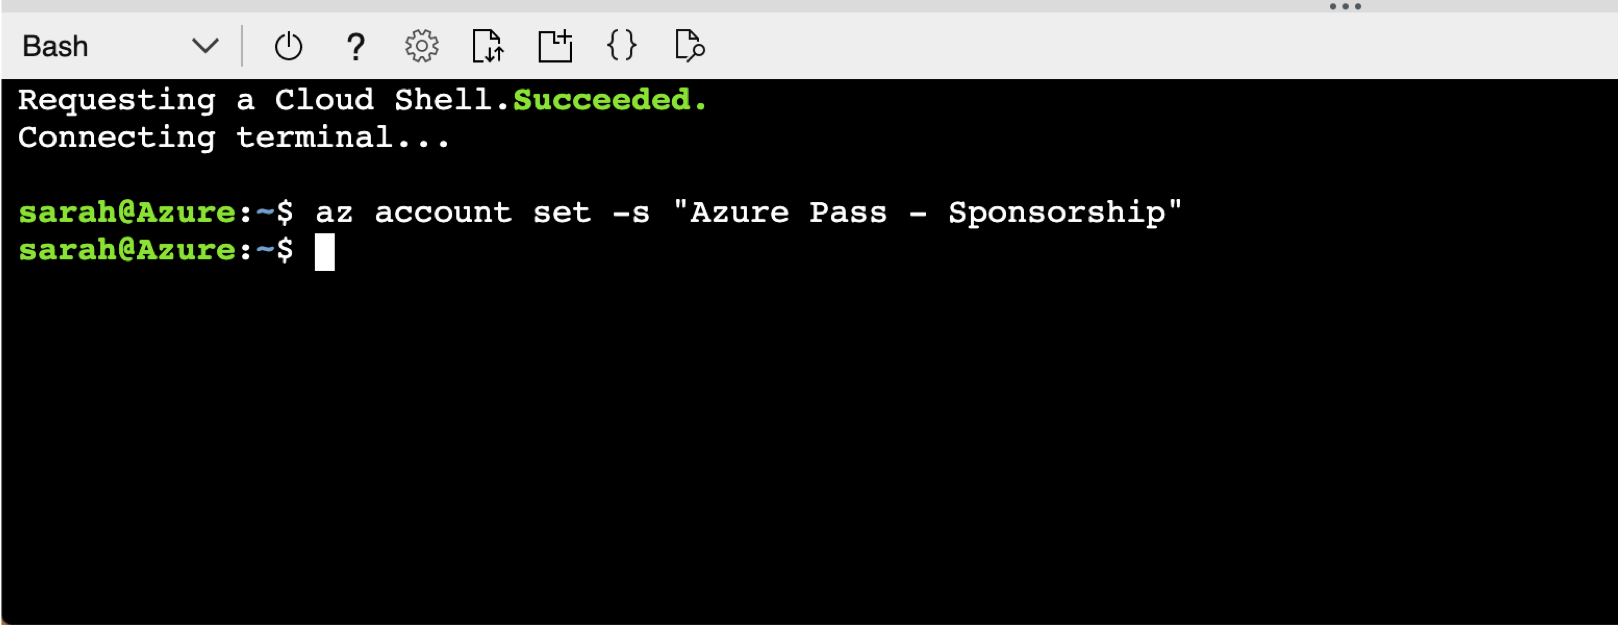 Bash
?
{}
Requesting a Cloud Shell.Succeeded.
Connecting terminal...
sarah@Azure:~$ az account set -s "Azure Pass - Sponsorship"
sarah@Azure:~$